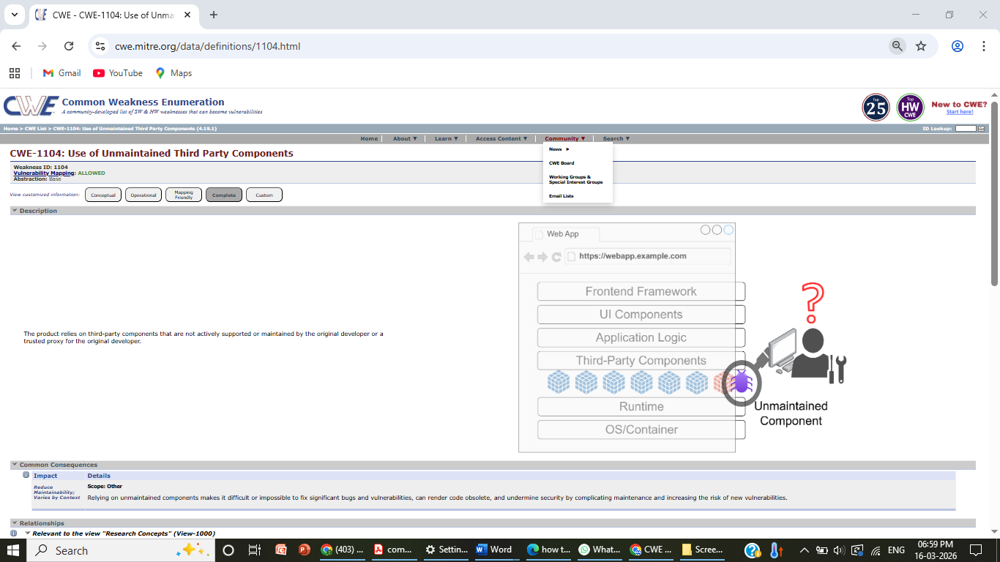 CWE - CWE-1104: Use of Unma
cwe.mitre.org/data/definitions/1104.html
Gmail YouTube Maps
CWE Common Weakness Enumeration
A community-developed list of SW & HW weaknesses that can become vulnerabilities
Top 25
Top HW CWE
New to CWE?
Start here!
Home > CWE List > CWE-1104: Use of Unmaintained Third Party Components (4.19.1)
ID Lookup: Go
Home About ▼ Learn ▼ Access Content ▼ Community ▼ Search ▼
News ►
CWE Board
Working Groups &
Special Interest Groups
Email Lists
CWE-1104: Use of Unmaintained Third Party Components
Weakness ID: 1104
Vulnerability Mapping: ALLOWED
Abstraction: Base
View customized information: Conceptual Operational Mapping Friendly Complete Custom
Description
The product relies on third-party components that are not actively supported or maintained by the original developer or a
trusted proxy for the original developer.
Web App
https://webapp.example.com
Frontend Framework
UI Components
Application Logic
Third-Party Components
Runtime
OS/Container
?
Unmaintained
Component
Common Consequences
Impact Details
Reduce
Maintainability;
Varies by Context
Scope: Other
Relying on unmaintained components makes it difficult or impossible to fix significant bugs and vulnerabilities, can render code obsolete, and undermine security by complicating maintenance and increasing the risk of new vulnerabilities.
Relationships
Relevant to the view "Research Concepts" (View-1000)
Search
(403) ... com... Settin... Word how t... What... CWE ... Scree...
ENG
06:59 PM
16-03-2026